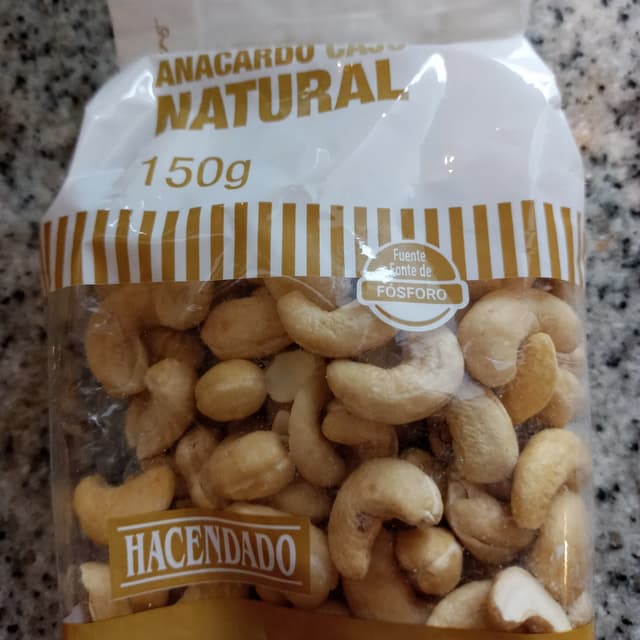 ANACARDO CAJU
NATURAL
150g
Fuente
Fonte de
FÓSFORO
HACENDADO